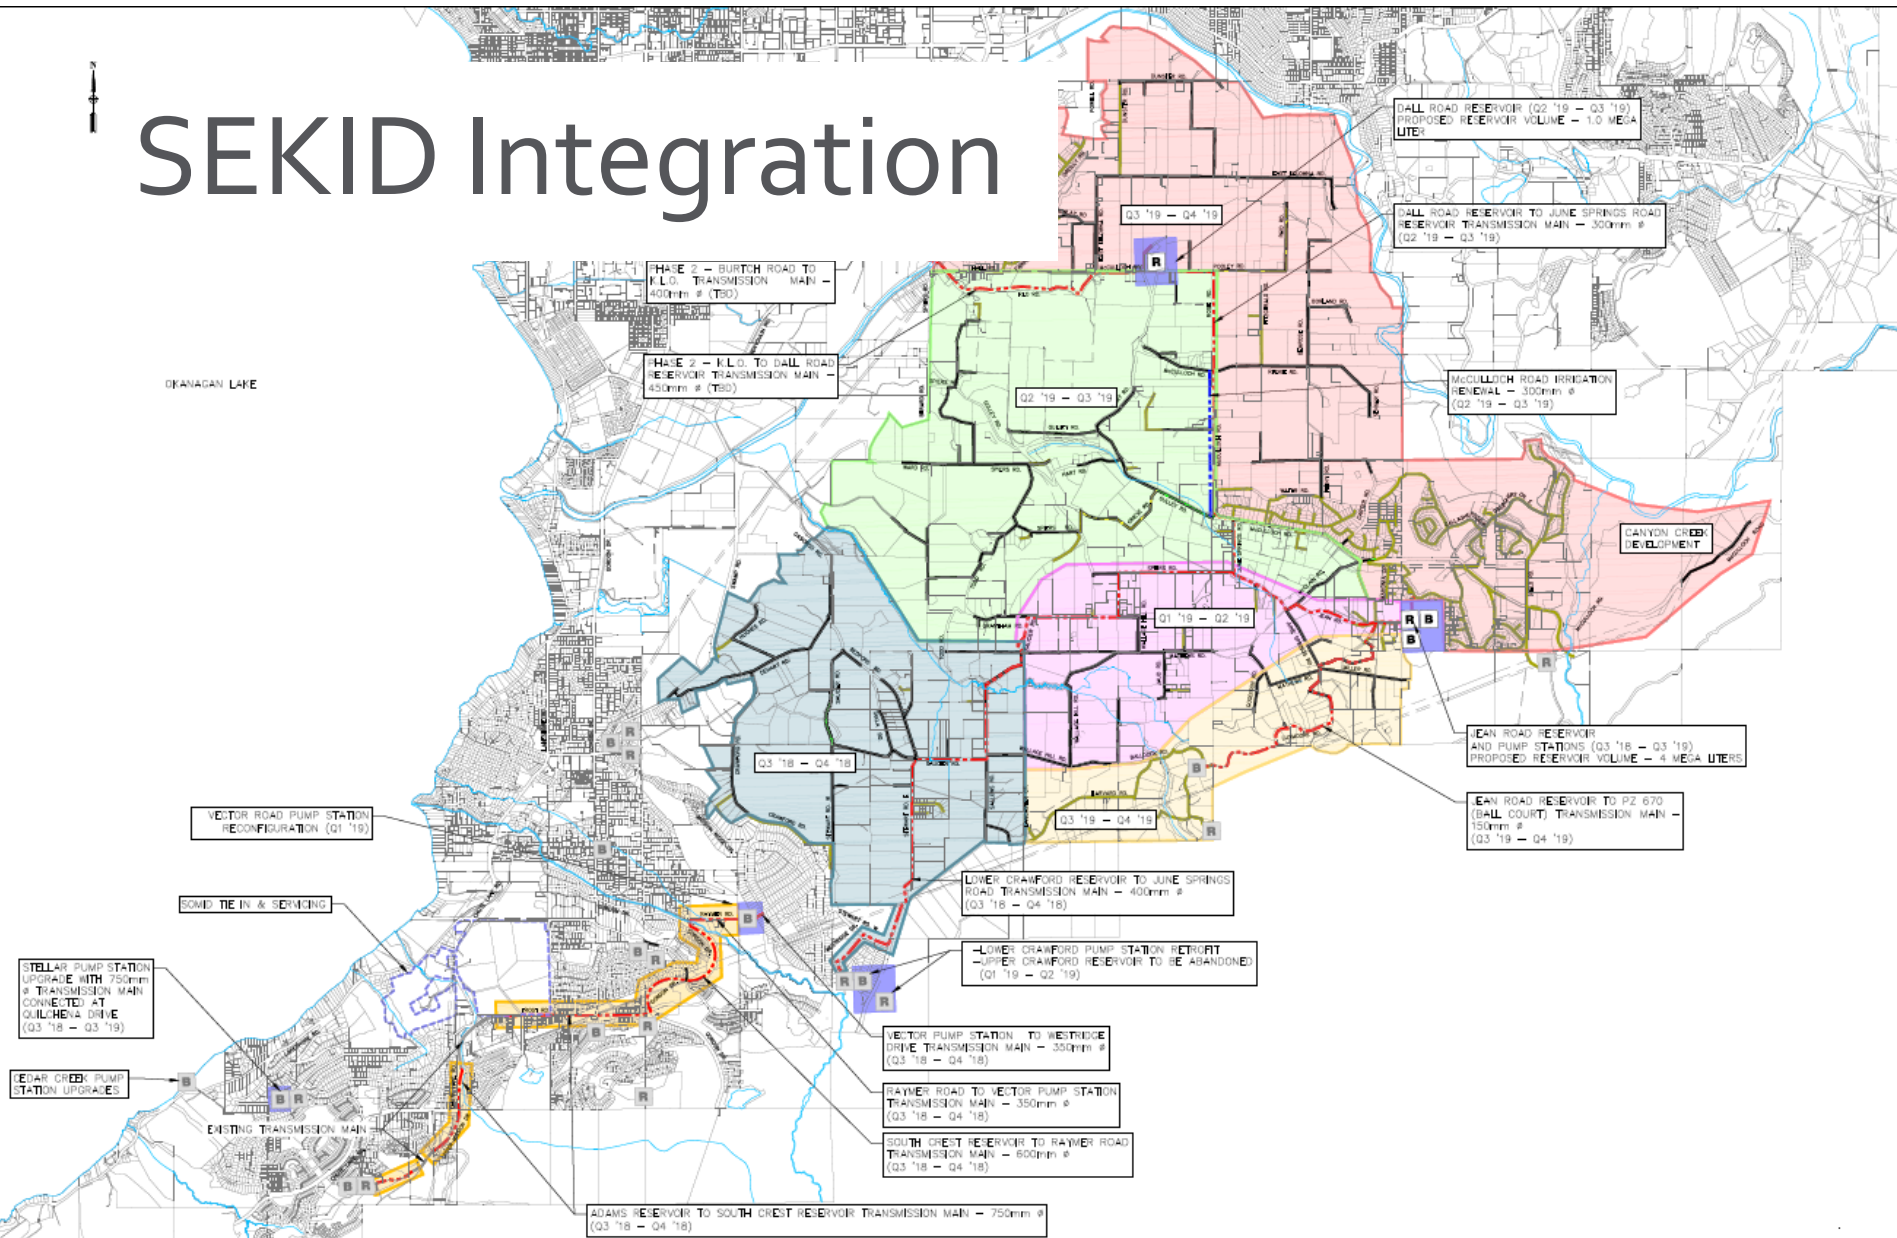 N
SEKID Integration
DALL ROAD RESERVOIR (Q2 '19 – Q3 '19)
PROPOSED RESERVOIR VOLUME – 1.0 MEGA
LITER
DALL ROAD RESERVOIR TO JUNE SPRINGS ROAD
RESERVOIR TRANSMISSION MAIN – 300mm ø
(Q2 '19 – Q3 '19)
Q3 '19 – Q4 '19
R
PHASE 2 – BURTCH ROAD TO
K.L.O. TRANSMISSION MAIN –
400mm ø (TBD)
PHASE 2 – K.L.O. TO DALL ROAD
RESERVOIR TRANSMISSION MAIN –
450mm ø (TBD)
OKANAGAN LAKE
McCULLOCH ROAD IRRIGATION
RENEWAL – 300mm ø
(Q2 '19 – Q3 '19)
Q2 '19 – Q3 '19
CANYON CREEK
DEVELOPMENT
Q1 '19 – Q2 '19
R B
B
R
JEAN ROAD RESERVOIR
AND PUMP STATIONS (Q3 '18 – Q3 '19)
PROPOSED RESERVOIR VOLUME – 4 MEGA LITERS
R
B
R
Q3 '18 – Q4 '18
B
JEAN ROAD RESERVOIR TO PZ 670
(BALL COURT) TRANSMISSION MAIN –
150mm ø
(Q3 '19 – Q4 '19)
Q3 '19 – Q4 '19
R
VECTOR ROAD PUMP STATION
RECONFIGURATION (Q1 '19)
B
LOWER CRAWFORD RESERVOIR TO JUNE SPRINGS
ROAD TRANSMISSION MAIN – 400mm ø
(Q3 '18 – Q4 '18)
SOMID TIE IN & SERVICING
RAYMER RD.
B
–LOWER CRAWFORD PUMP STATION RETROFIT
–UPPER CRAWFORD RESERVOIR TO BE ABANDONED
(Q1 '19 – Q2 '19)
B
R
R B
R
STELLAR PUMP STATION
UPGRADE WITH 750mm
ø TRANSMISSION MAIN
CONNECTED AT
QUILCHENA DRIVE
(Q3 '18 – Q3 '19)
FROST RD.
B
R
VECTOR PUMP STATION TO WESTRIDGE
DRIVE TRANSMISSION MAIN – 350mm ø
(Q3 '18 – Q4 '18)
CEDAR CREEK PUMP
STATION UPGRADES
B
B R
R
RAYMER ROAD TO VECTOR PUMP STATION
TRANSMISSION MAIN – 350mm ø
(Q3 '18 – Q4 '18)
EXISTING TRANSMISSION MAIN
SOUTH CREST RESERVOIR TO RAYMER ROAD
TRANSMISSION MAIN – 600mm ø
(Q3 '18 – Q4 '18)
B R
ADAMS RESERVOIR TO SOUTH CREST RESERVOIR TRANSMISSION MAIN – 750mm ø
(Q3 '18 – Q4 '18)